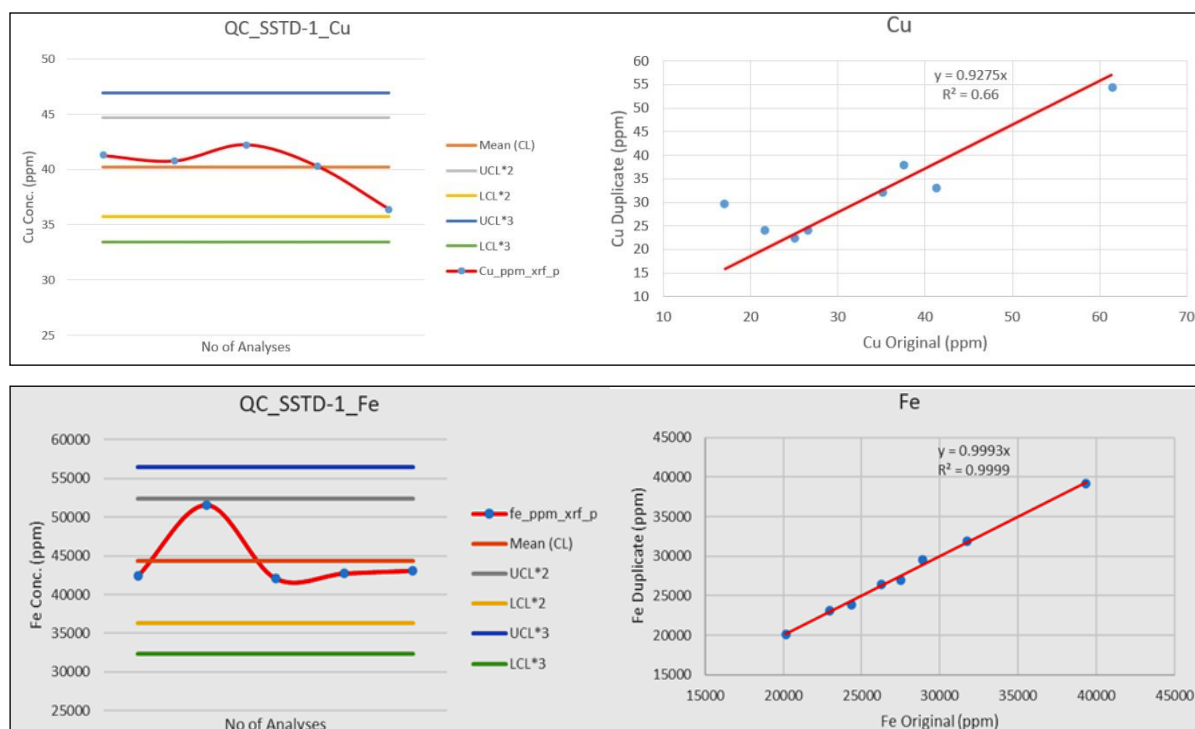 QC_SSTD-1_Cu
Cu Conc. (ppm)
50
45
40
35
30
25
No of Analyses
Mean (CL)
UCL*2
LCL*2
UCL*3
LCL*3
Cu_ppm_xrf_p
Cu
Cu Duplicate (ppm)
60
55
50
45
40
35
30
25
20
15
10
y = 0.9275x
R² = 0.66
10
20
30
40
50
60
70
Cu Original (ppm)
QC_SSTD-1_Fe
Fe Conc. (ppm)
60000
55000
50000
45000
40000
35000
30000
25000
No of Analyses
fe_ppm_xrf_p
Mean (CL)
UCL*2
LCL*2
UCL*3
LCL*3
Fe
Fe Duplicate (ppm)
45000
40000
35000
30000
25000
20000
15000
y = 0.9993x
R² = 0.9999
15000
20000
25000
30000
35000
40000
45000
Fe Original (ppm)